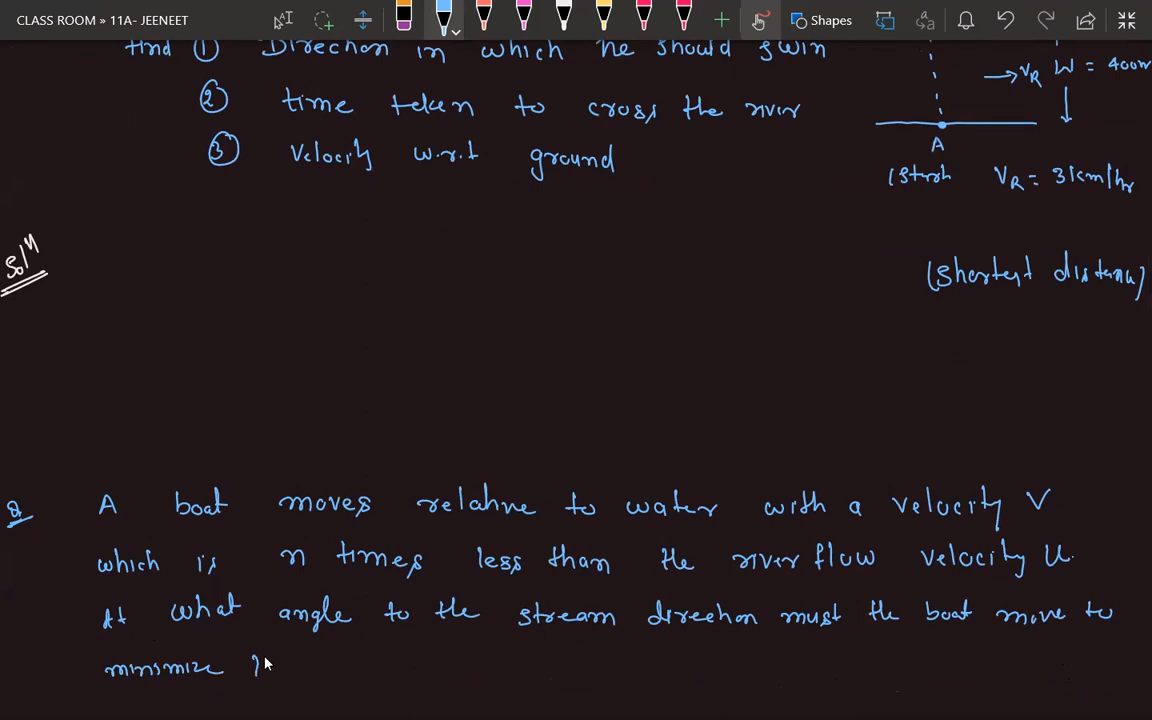 CLASS ROOM » 11A- JEENEET
Shapes
find ① Direction in which he should swim
② time taken to cross the river
③ Velocity w.r.t ground
→ VR W = 400m
A
(Start VR = 3 km/hr
Solⁿ
(Shortest distance)
Q A boat moves relative to water with a velocity V
which is n times less than the river flow velocity U.
At what angle to the stream direction must the boat move to
minimize